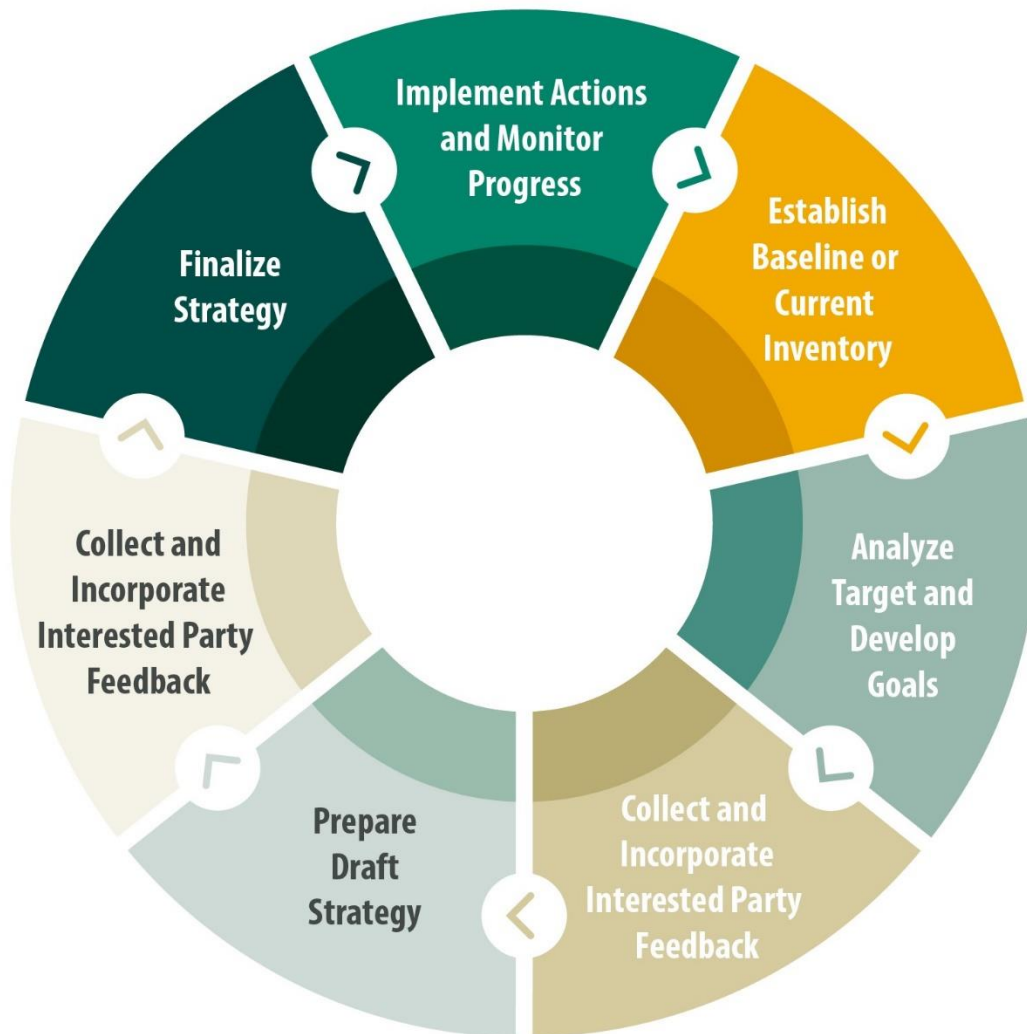 Implement Actions
and Monitor
Progress
Establish
Baseline or
Current
Inventory
Analyze
Target and
Develop
Goals
Collect and
Incorporate
Interested Party
Feedback
Prepare
Draft
Strategy
Collect and
Incorporate
Interested Party
Feedback
Finalize
Strategy